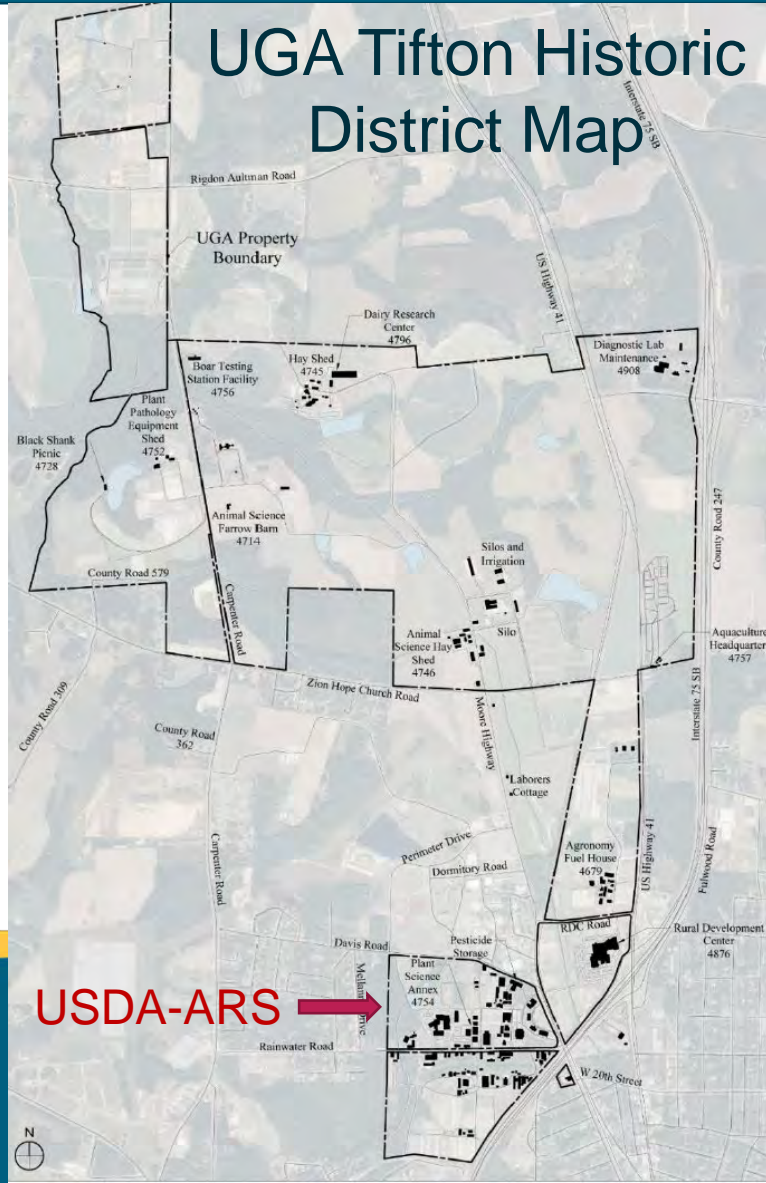 UGA Tifton Historic
District Map
Interstate 75 SB
Rigdon Aultman Road
UGA Property
Boundary
US Highway 41
Dairy Research
Center
4796
Hay Shed
4745
Boar Testing
Station Facility
4756
Diagnostic Lab
Maintenance
4908
Plant
Pathology
Equipment
Shed
4752
Black Shank
Picnic
4728
County Road 247
Animal Science
Farrow Barn
4714
Silos and
Irrigation
County Road 579
Carpenter Road
Silo
Animal
Science Hay
Shed
4746
Aquaculture
Headquarter
4757
Zion Hope Church Road
Interstate 75 SB
County Road 309
County Road
362
Moore Highway
Laborers
Cottage
Perimeter Drive
Dormitory Road
Agronomy
Fuel House
4679
US Highway 41
Fulwood Road
Carpenter Road
RDC Road
Rural Development
Center
4876
Davis Road
Pesticide
Storage
Plant
Science
Annex
4754
USDA-ARS
Drive
Rainwater Road
W 20th Street
N